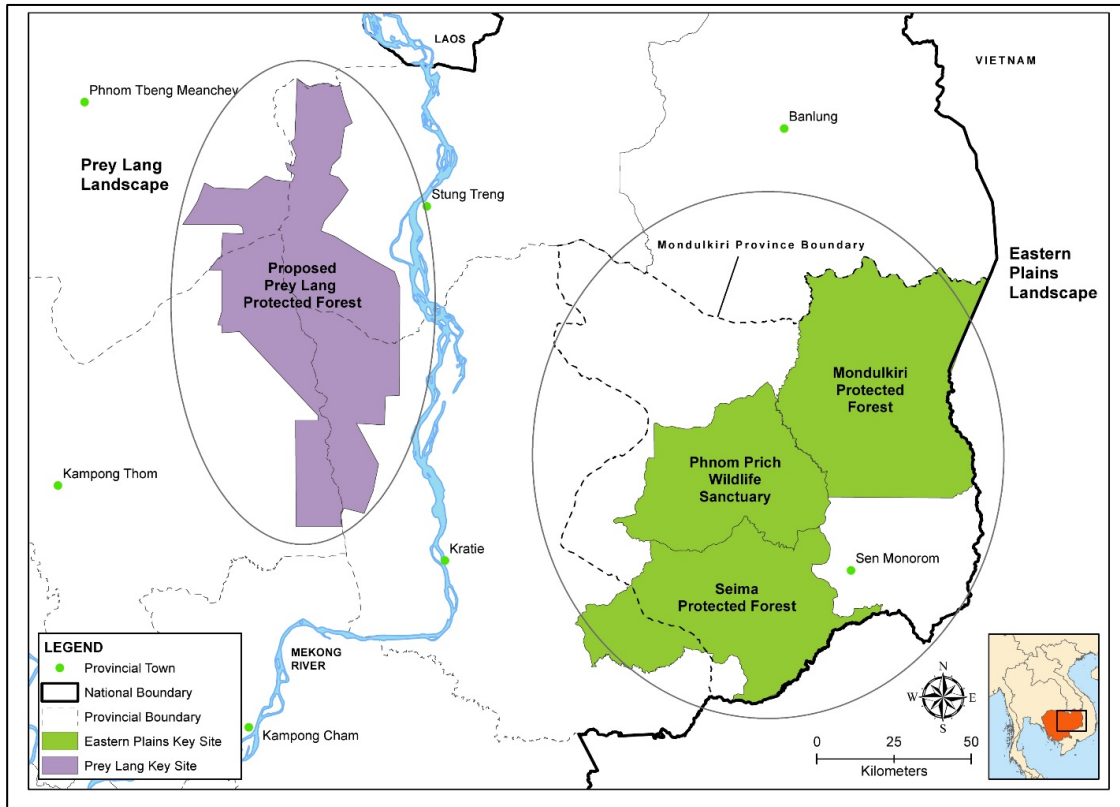 LAOS
VIETNAM
Phnom Tbeng Meanchey
Banlung
Prey Lang
Landscape
Stung Treng
Mondulkiri Province Boundary
Eastern
Plains
Landscape
Proposed
Prey Lang
Protected Forest
Mondulkiri
Protected
Forest
Phnom Prich
Wildlife
Sanctuary
Kampong Thom
Kratie
Sen Monorom
Seima
Protected Forest
MEKONG
RIVER
Kampong Cham
LEGEND
Provincial Town
National Boundary
Provincial Boundary
Eastern Plains Key Site
Prey Lang Key Site
N
W
E
S
0 25 50
Kilometers